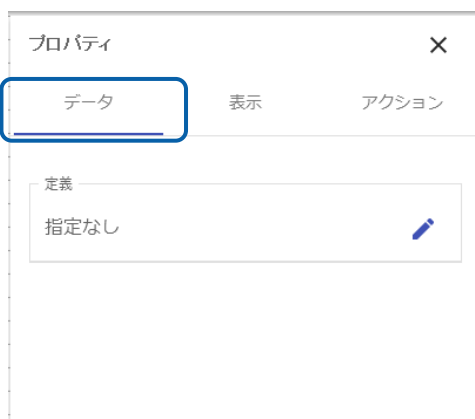 プロパティ
データ 表示 アクション
定義
指定なし